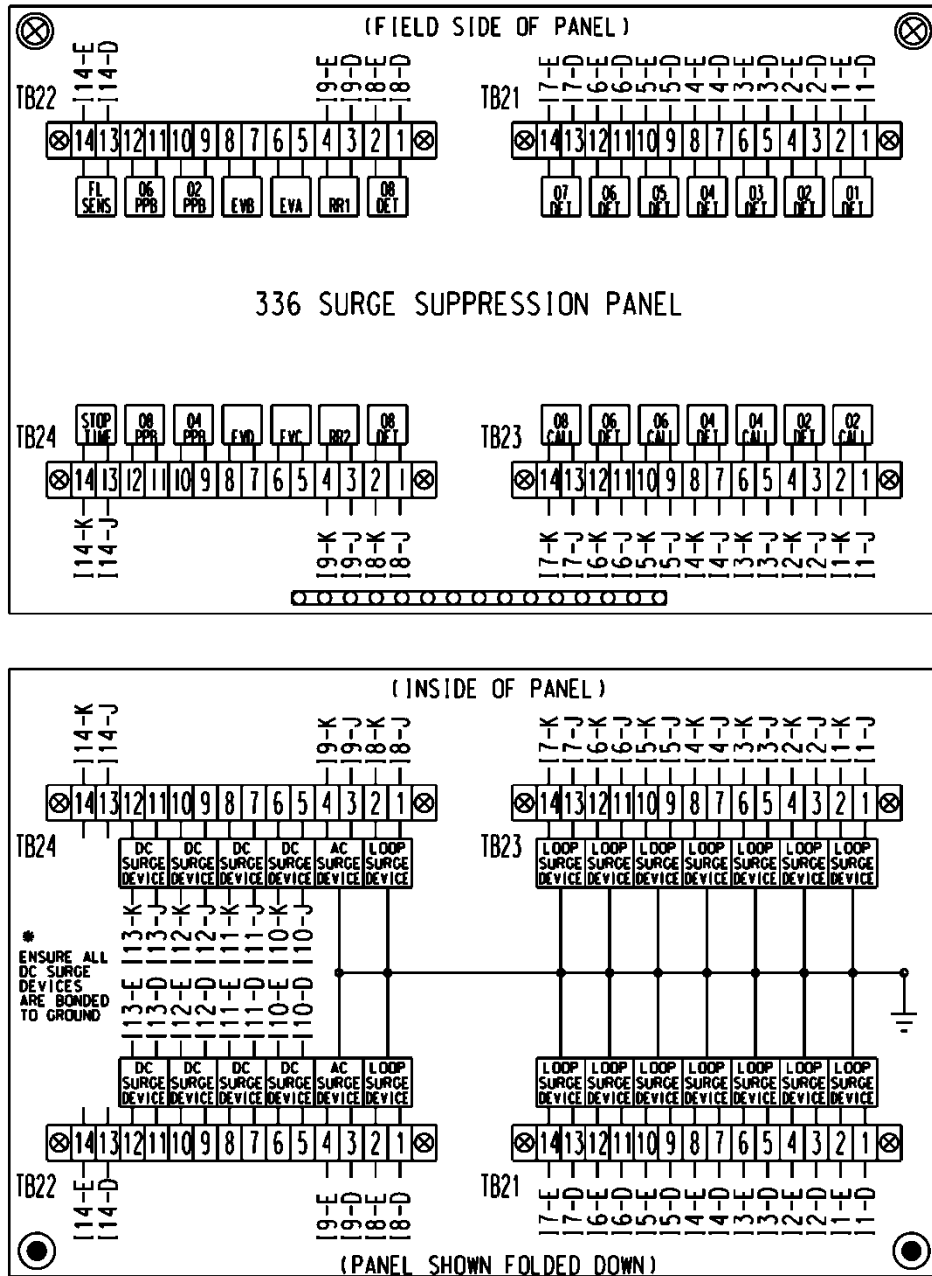 (FIELD SIDE OF PANEL)
I14-E I14-D I9-E I9-D I8-E I8-D I7-E I7-D I6-E I6-D I5-E I5-D I4-E I4-D I3-E I3-D I2-E I2-D I1-E I1-D
TB22 TB21
14 13 12 11 10 9 8 7 6 5 4 3 2 1 14 13 12 11 10 9 8 7 6 5 4 3 2 1
FL SENS 06 PPB 02 PPB EVB EVA RR1 08 DET 07 DET 06 DET 05 DET 04 DET 03 DET 02 DET 01 DET
336 SURGE SUPPRESSION PANEL
TB24 STOP TIME 08 PPB 04 PPB EVD EVC RR2 08 DET TB23 08 CALL 06 DET 06 CALL 04 DET 04 CALL 02 DET 02 CALL
14 13 12 11 10 9 8 7 6 5 4 3 2 1 14 13 12 11 10 9 8 7 6 5 4 3 2 1
I14-K I14-J I9-K I9-J I8-K I8-J I7-K I7-J I6-K I6-J I5-K I5-J I4-K I4-J I3-K I3-J I2-K I2-J I1-K I1-J
(INSIDE OF PANEL)
I14-K I14-J I9-K I9-J I8-K I8-J I7-K I7-J I6-K I6-J I5-K I5-J I4-K I4-J I3-K I3-J I2-K I2-J I1-K I1-J
14 13 12 11 10 9 8 7 6 5 4 3 2 1 14 13 12 11 10 9 8 7 6 5 4 3 2 1
TB24 TB23
DC DC DC DC AC LOOP LOOP LOOP LOOP LOOP LOOP LOOP LOOP
SURGE SURGE SURGE SURGE SURGE SURGE SURGE SURGE SURGE SURGE SURGE SURGE SURGE
DEVICE DEVICE DEVICE DEVICE DEVICE DEVICE DEVICE DEVICE DEVICE DEVICE DEVICE DEVICE DEVICE
I13-K I13-J I12-K I12-J I11-K I11-J I10-K I10-J
*
ENSURE ALL
DC SURGE
DEVICES
ARE BONDED
TO GROUND
I13-E I13-D I12-E I12-D I11-E I11-D I10-E I10-D
DC DC DC DC AC LOOP LOOP LOOP LOOP LOOP LOOP LOOP LOOP
SURGE SURGE SURGE SURGE SURGE SURGE SURGE SURGE SURGE SURGE SURGE SURGE SURGE
DEVICE DEVICE DEVICE DEVICE DEVICE DEVICE DEVICE DEVICE DEVICE DEVICE DEVICE DEVICE DEVICE
14 13 12 11 10 9 8 7 6 5 4 3 2 1 14 13 12 11 10 9 8 7 6 5 4 3 2 1
TB22 TB21
I14-E I14-D I9-E I9-D I8-E I8-D I7-E I7-D I6-E I6-D I5-E I5-D I4-E I4-D I3-E I3-D I2-E I2-D I1-E I1-D
(PANEL SHOWN FOLDED DOWN)